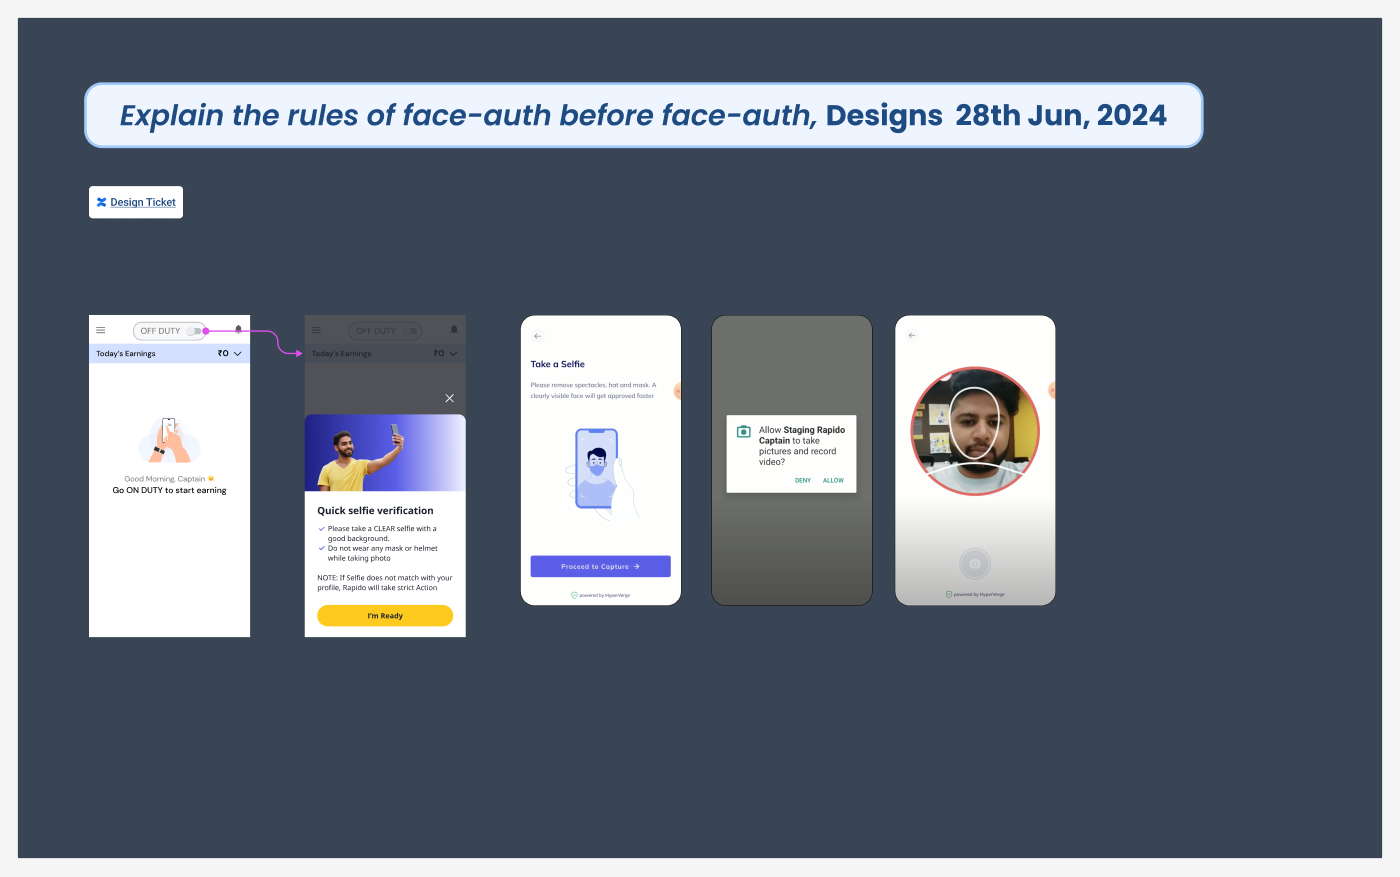 Explain the rules of face-auth before face-auth, Designs 28th Jun, 2024
Design Ticket
OFF DUTY
Today's Earnings ₹0
Good Morning, Captain
Go ON DUTY to start earning
OFF DUTY
Today's Earnings ₹0
Quick selfie verification
Please take a CLEAR selfie with a
good background.
Do not wear any mask or helmet
while taking photo
NOTE: If Selfie does not match with your
profile, Rapido will take strict Action
I'm Ready
Take a Selfie
Please remove spectacles, hat and mask. A
clearly visible face will get approved faster
Proceed to Capture
powered by HyperVerge
Allow Staging Rapido
Captain to take
pictures and record
video?
DENY ALLOW
powered by HyperVerge